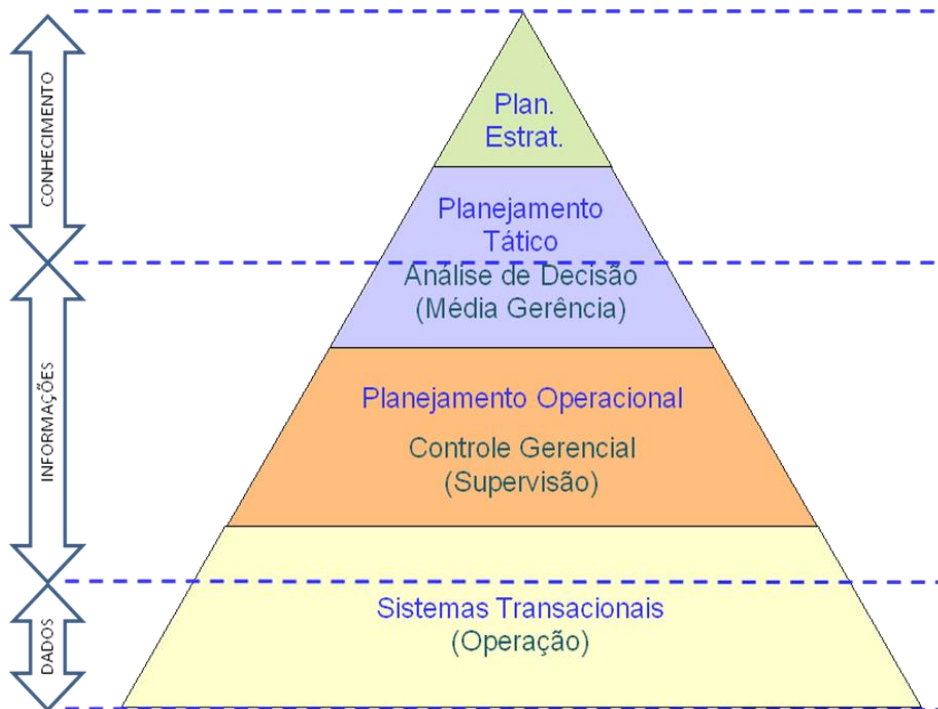 CONHECIMENTO
Plan.
Estrat.
Planejamento
Tático
Análise de Decisão
(Média Gerência)
INFORMAÇÕES
Planejamento Operacional
Controle Gerencial
(Supervisão)
DADOS
Sistemas Transacionais
(Operação)